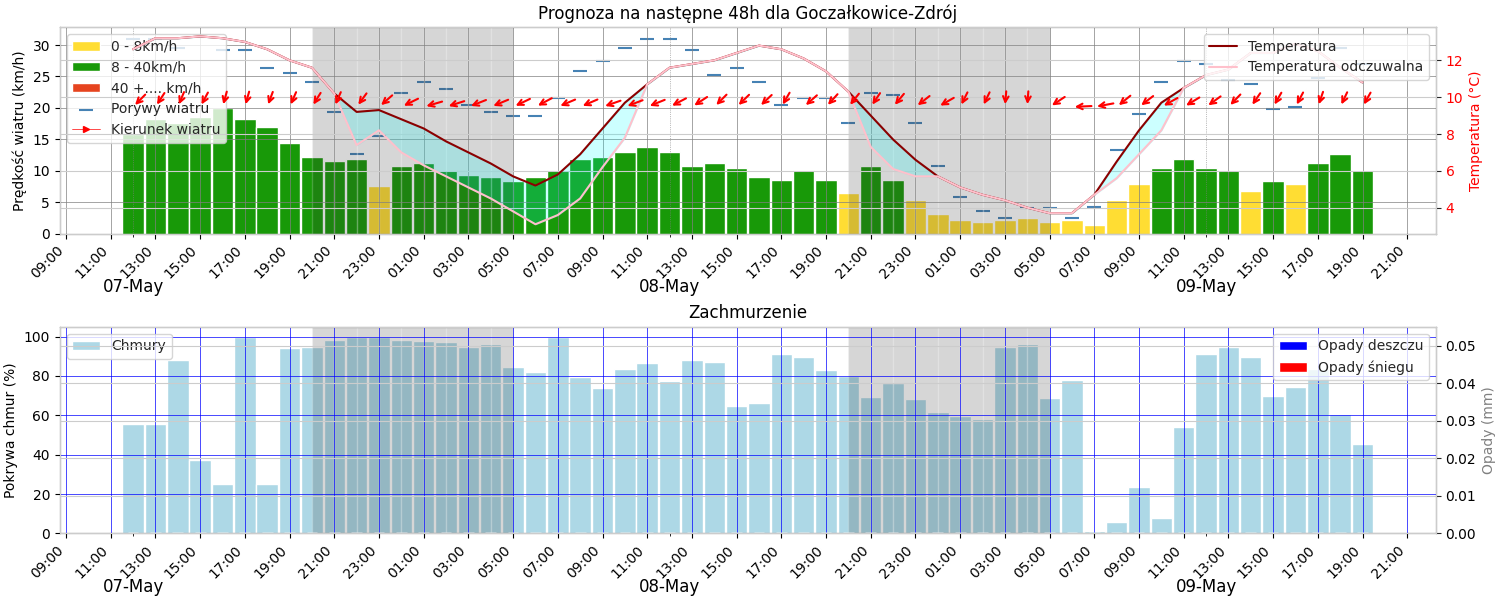 Prognoza na następne 48h dla Goczałkowice-Zdrój
Prędkość wiatru (km/h)
30
25
20
15
10
5
0
0 - 8km/h
8 - 40km/h
40 +.... km/h
Porywy wiatru
Kierunek wiatru
Temperatura
Temperatura odczuwalna
12
10
8
6
4
Temperatura (°C)
09:00 11:00 13:00 15:00 17:00 19:00 21:00 23:00 01:00 03:00 05:00 07:00 09:00 11:00 13:00 15:00 17:00 19:00 21:00 23:00 01:00 03:00 05:00 07:00 09:00 11:00 13:00 15:00 17:00 19:00 21:00
07-May 08-May 09-May
Zachmurzenie
Pokrywa chmur (%)
100
80
60
40
20
0
Chmury
Opady deszczu
Opady śniegu
0.05
0.04
0.03
0.02
0.01
0.00
Opady (mm)
09:00 11:00 13:00 15:00 17:00 19:00 21:00 23:00 01:00 03:00 05:00 07:00 09:00 11:00 13:00 15:00 17:00 19:00 21:00 23:00 01:00 03:00 05:00 07:00 09:00 11:00 13:00 15:00 17:00 19:00 21:00
07-May 08-May 09-May